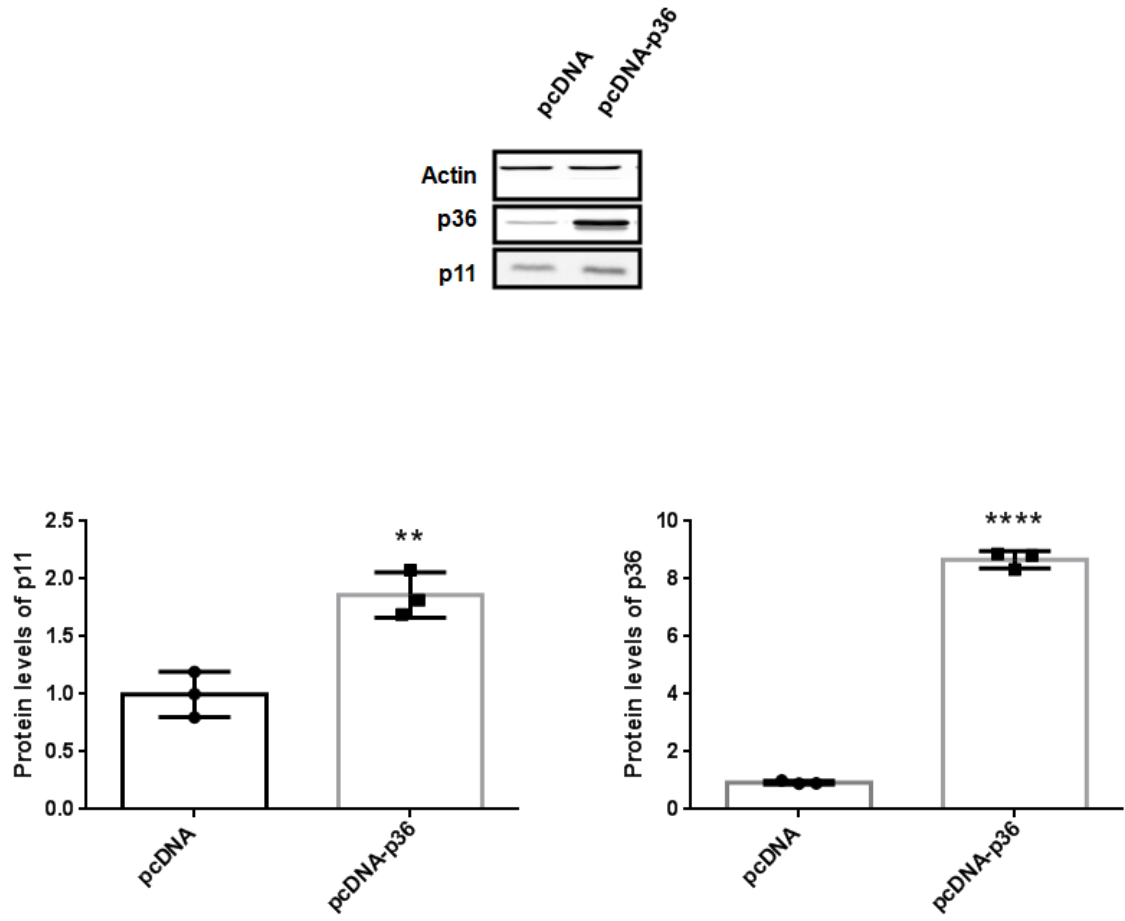 pcDNA
pcDNA-p36
Actin
p36
p11
Protein levels of p11
2.5
2.0
1.5
1.0
0.5
0.0
**
pcDNA
pcDNA-p36
Protein levels of p36
10
8
6
4
2
0
****
pcDNA
pcDNA-p36